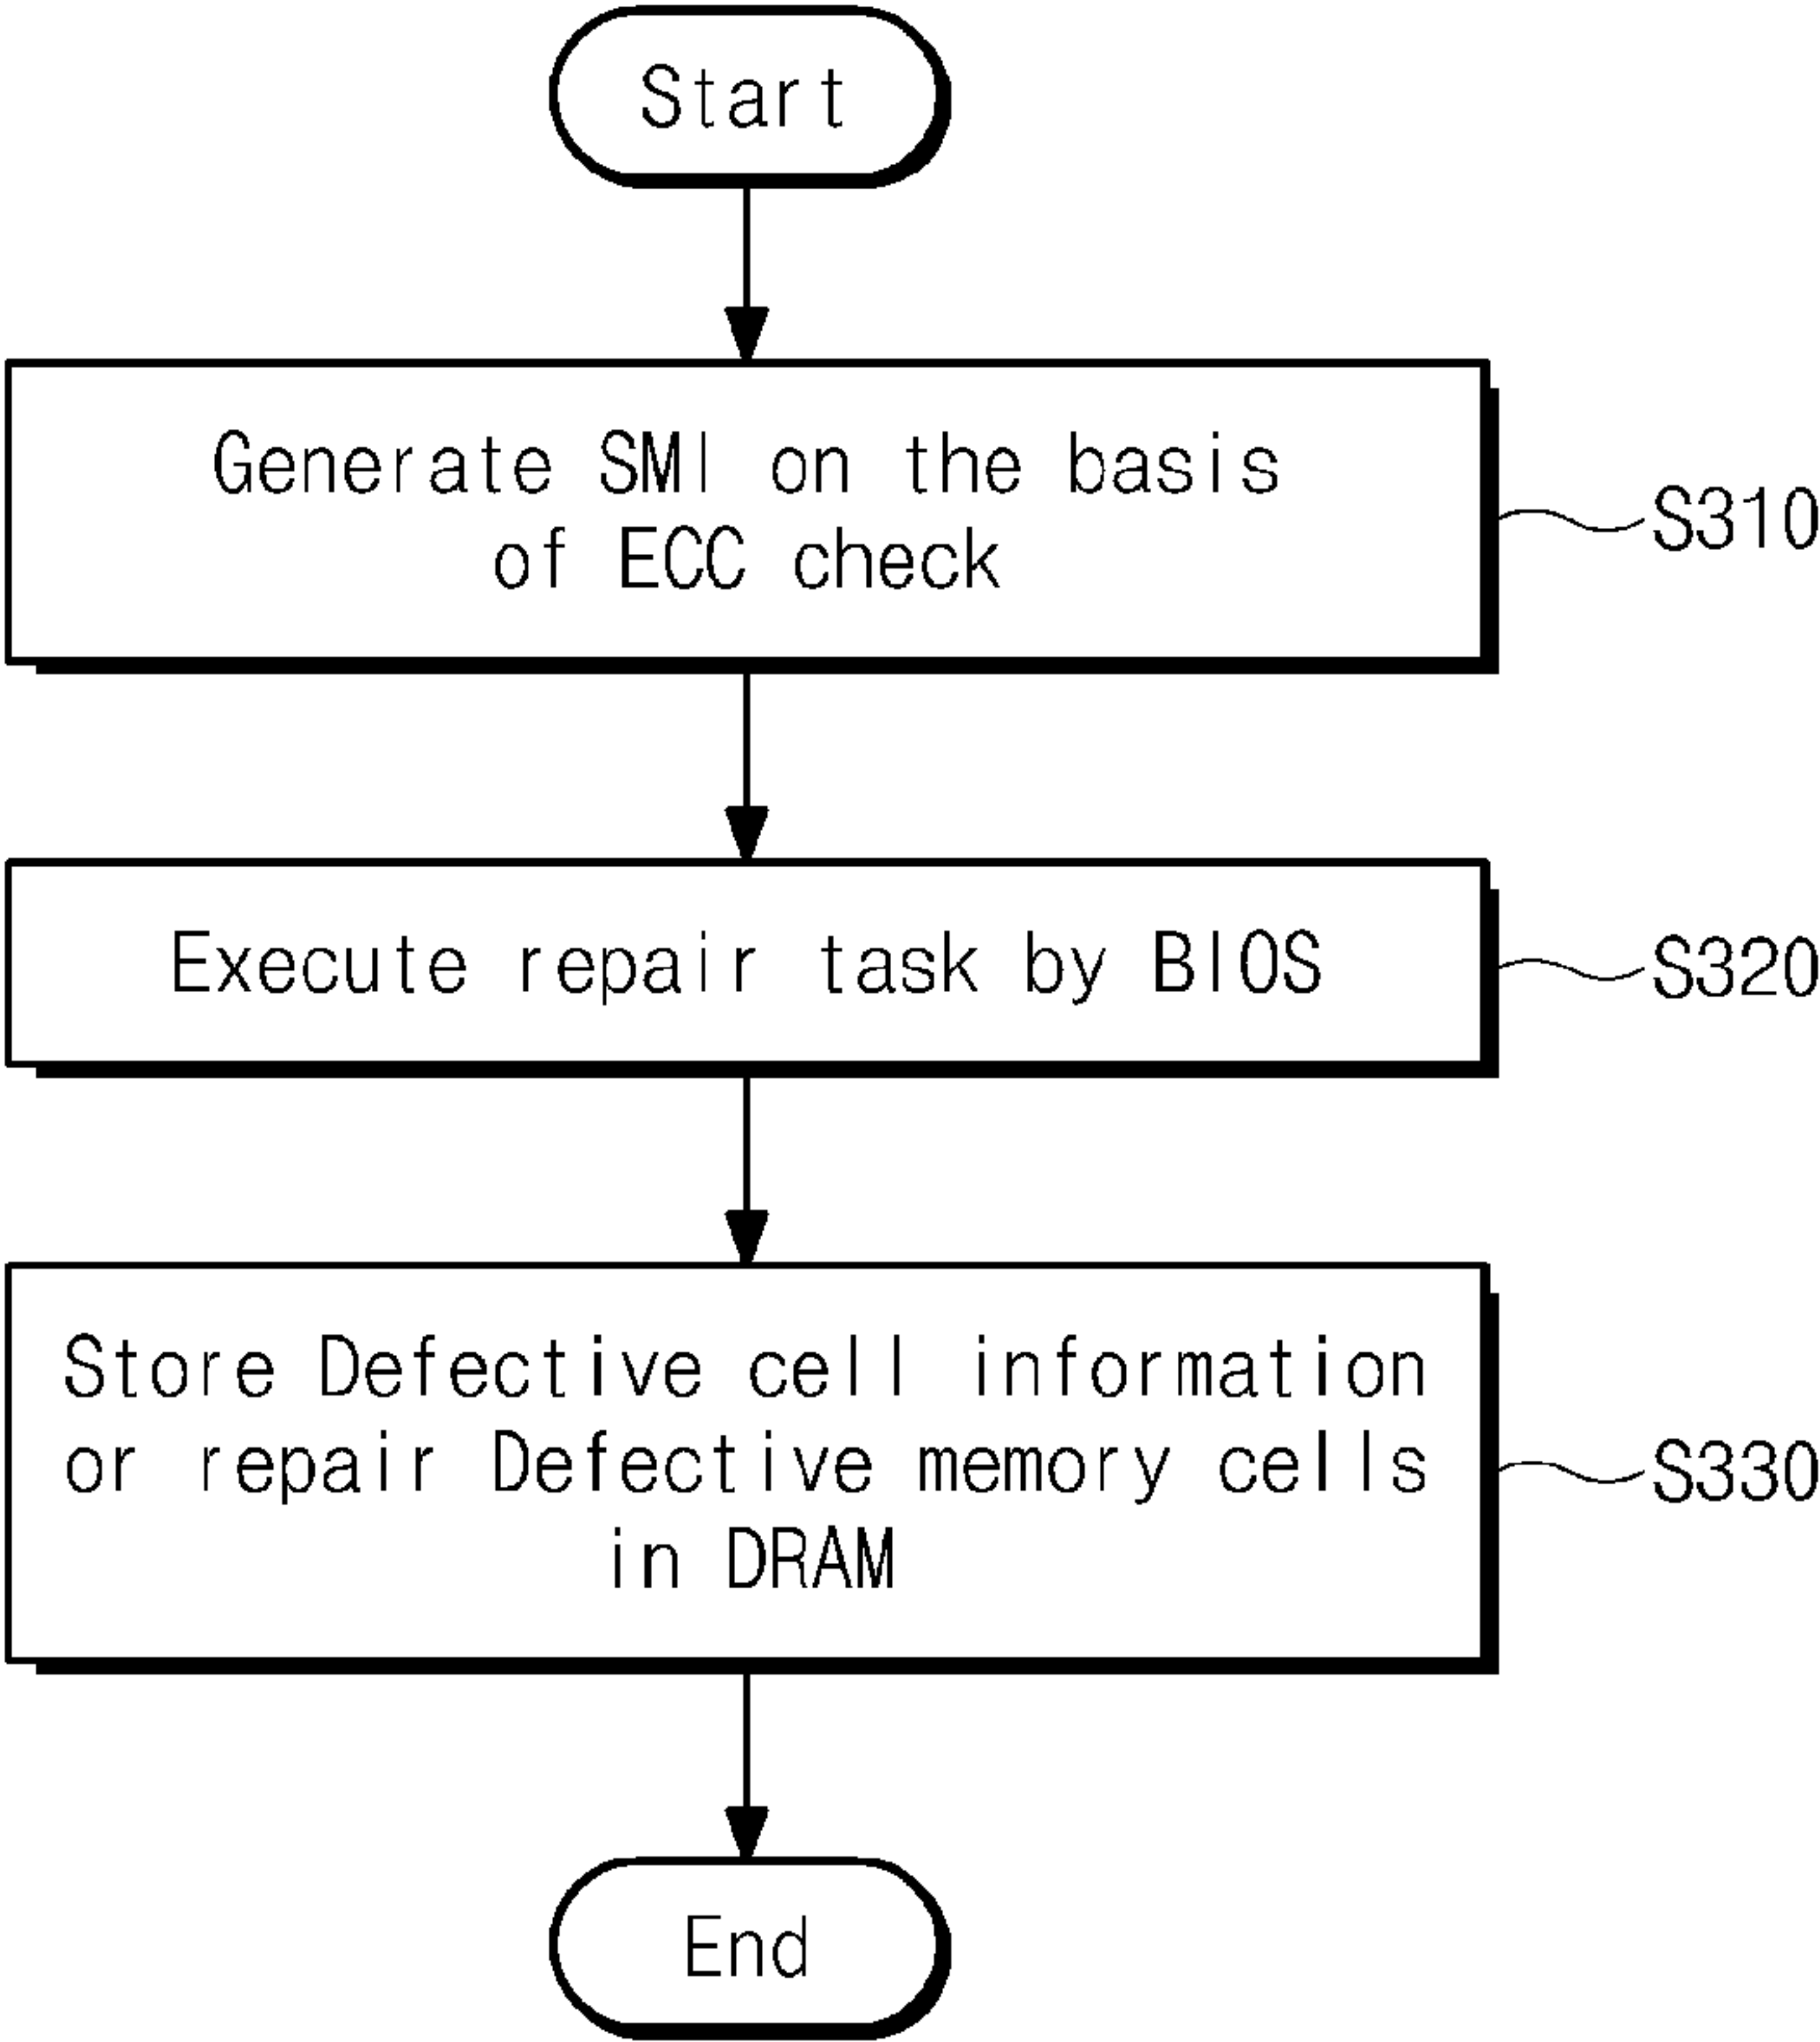 Start
Generate SMI on the basis
of ECC check
S310
Execute repair task by BIOS
S320
Store Defective cell information
or repair Defective memory cells
in DRAM
S330
End